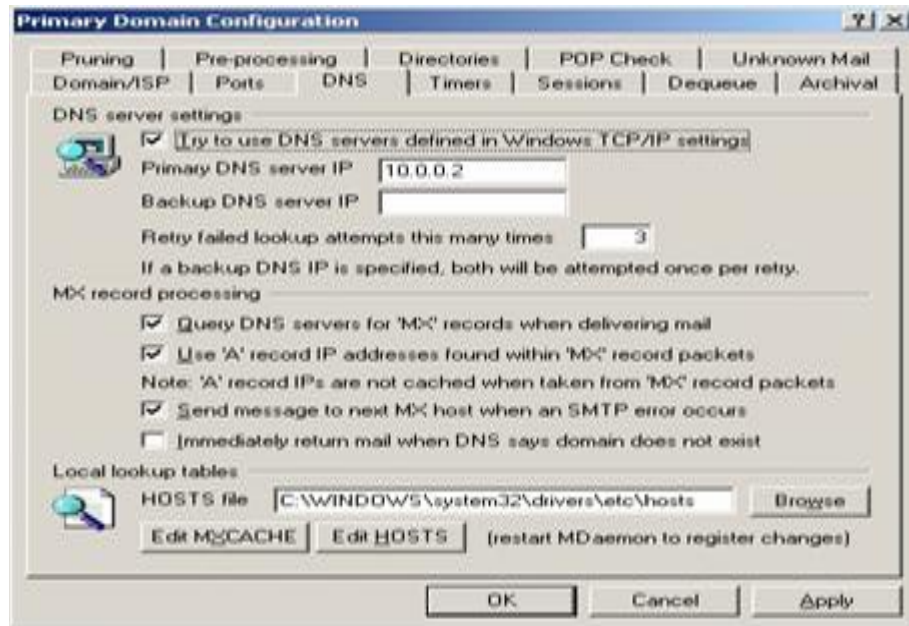 Primary Domain Configuration
Pruning Pre-processing Directories POP Check Unknown Mail
Domain/ISP Ports DNS Timers Sessions Dequeue Archival
DNS server settings
Try to use DNS servers defined in Windows TCP/IP settings
Primary DNS server IP 10.0.0.2
Backup DNS server IP
Retry failed lookup attempts this many times 3
If a backup DNS IP is specified, both will be attempted once per retry.
MX record processing
Query DNS servers for 'MX' records when delivering mail
Use 'A' record IP addresses found within 'MX' record packets
Note: 'A' record IPs are not cached when taken from 'MX' record packets
Send message to next MX host when an SMTP error occurs
Immediately return mail when DNS says domain does not exist
Local lookup tables
HOSTS file C:\WINDOWS\system32\drivers\etc\hosts Browse
Edit MXCACHE Edit HOSTS (restart MDaemon to register changes)
OK Cancel Apply